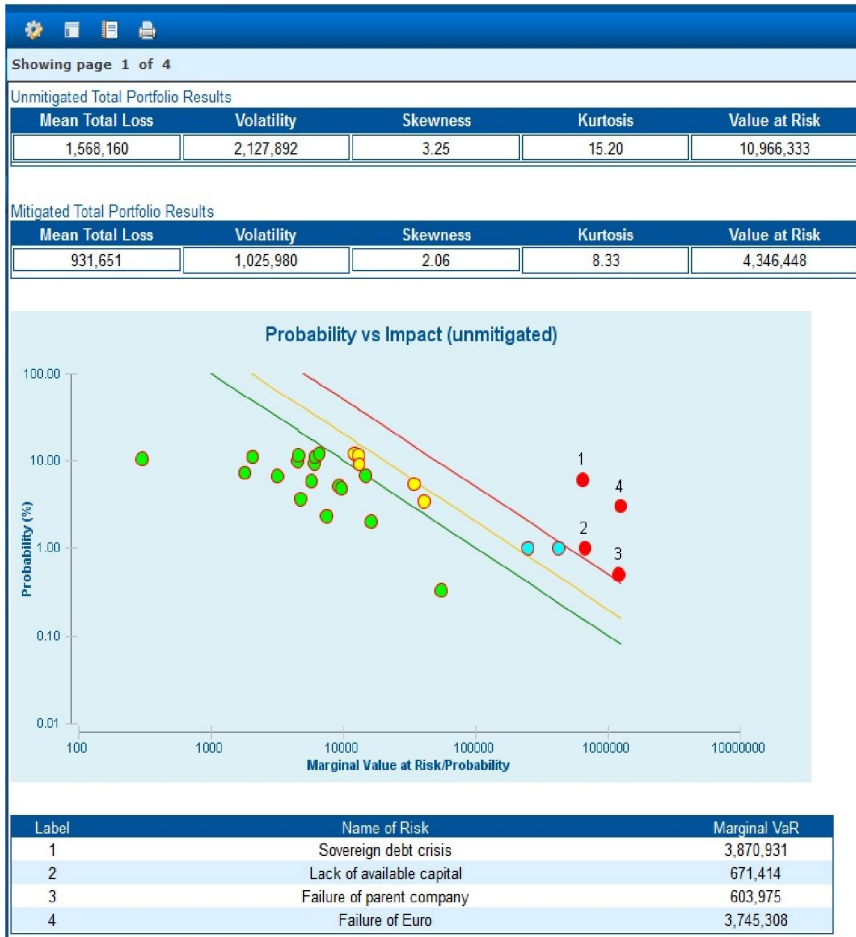 Showing page 1 of 4
Unmitigated Total Portfolio Results
Mean Total Loss Volatility Skewness Kurtosis Value at Risk
1,568,160 2,127,892 3.25 15.20 10,966,333
Mitigated Total Portfolio Results
Mean Total Loss Volatility Skewness Kurtosis Value at Risk
931,651 1,025,980 2.06 8.33 4,346,448
Probability vs Impact (unmitigated)
100.00
10.00
1.00
0.10
0.01
Probability (%)
1
4
2
3
100 1000 10000 100000 1000000 10000000
Marginal Value at Risk/Probability
Label Name of Risk Marginal VaR
1 Sovereign debt crisis 3,870,931
2 Lack of available capital 671,414
3 Failure of parent company 603,975
4 Failure of Euro 3,745,308